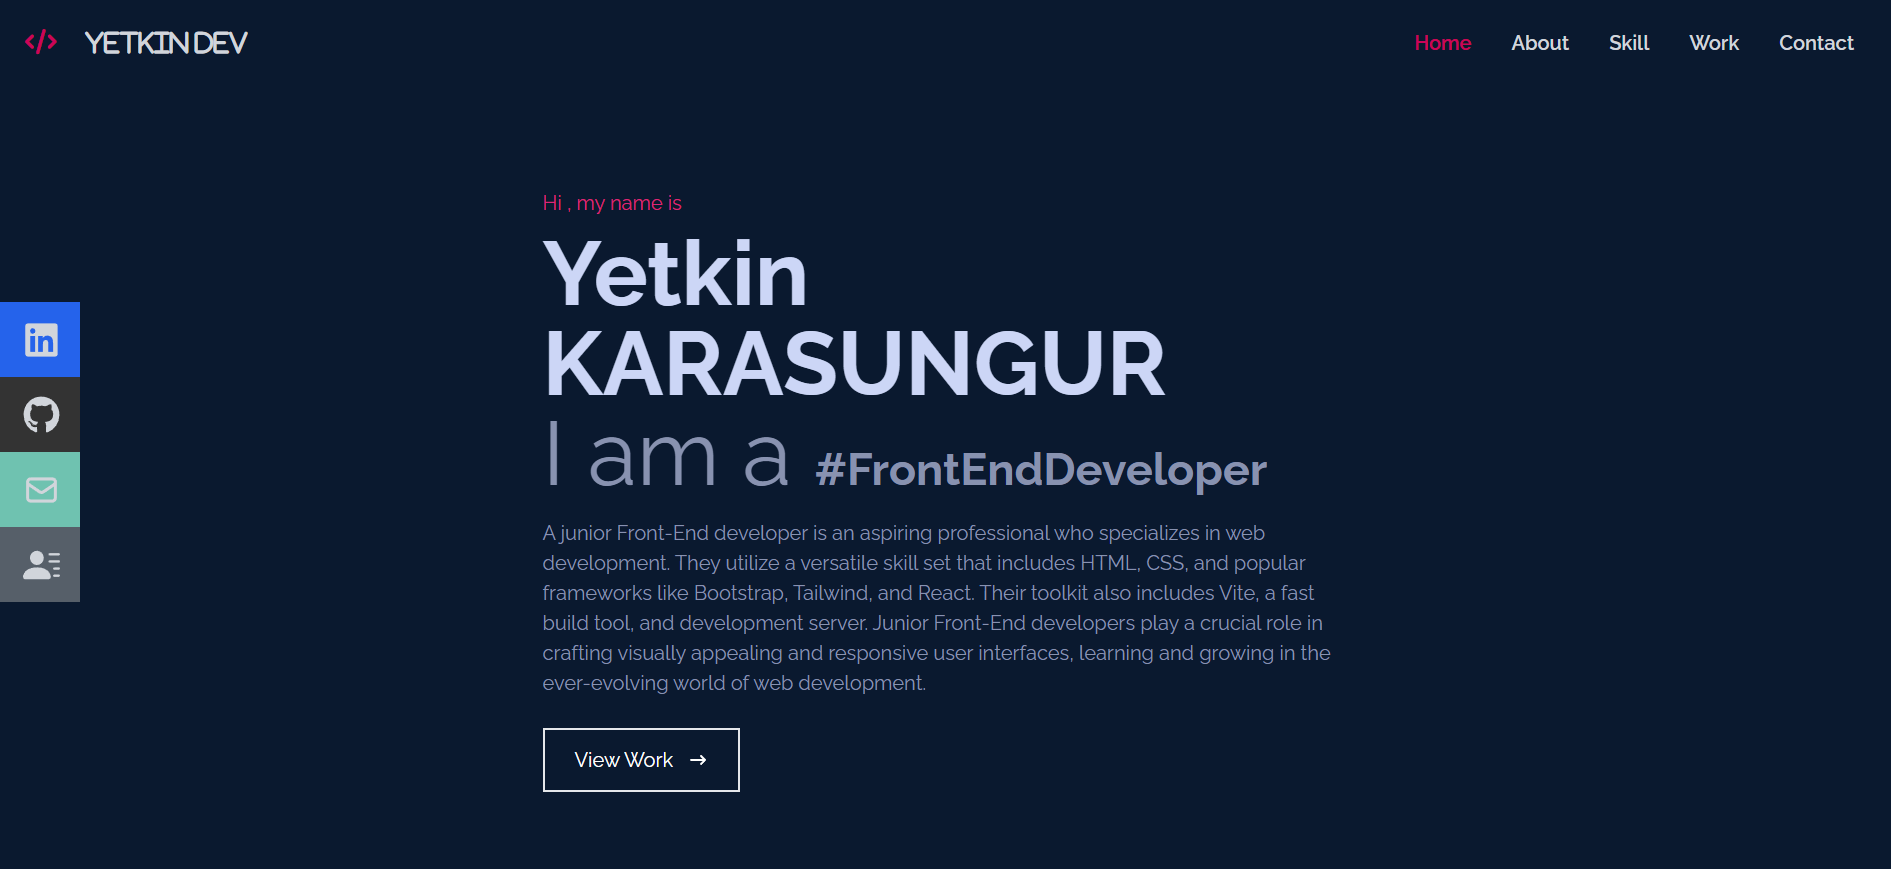 YETKIN DEV
Home About Skill Work Contact
Hi , my name is
Yetkin
KARASUNGUR
I am a #FrontEndDeveloper
A junior Front-End developer is an aspiring professional who specializes in web
development. They utilize a versatile skill set that includes HTML, CSS, and popular
frameworks like Bootstrap, Tailwind, and React. Their toolkit also includes Vite, a fast
build tool, and development server. Junior Front-End developers play a crucial role in
crafting visually appealing and responsive user interfaces, learning and growing in the
ever-evolving world of web development.
View Work